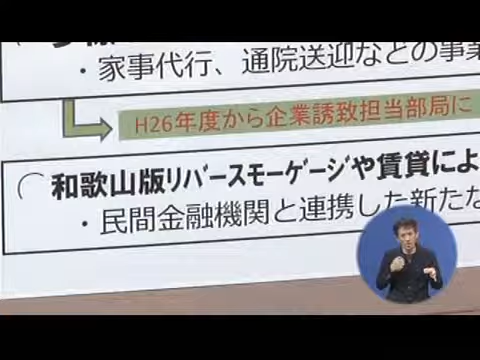 ・家事代行、通院送迎などの事業
H26年度から企業誘致担当部局に
和歌山版ﾘﾊﾞｰｽﾓｰｹﾞｰｼﾞや賃貸によ
・民間金融機関と連携した新たな